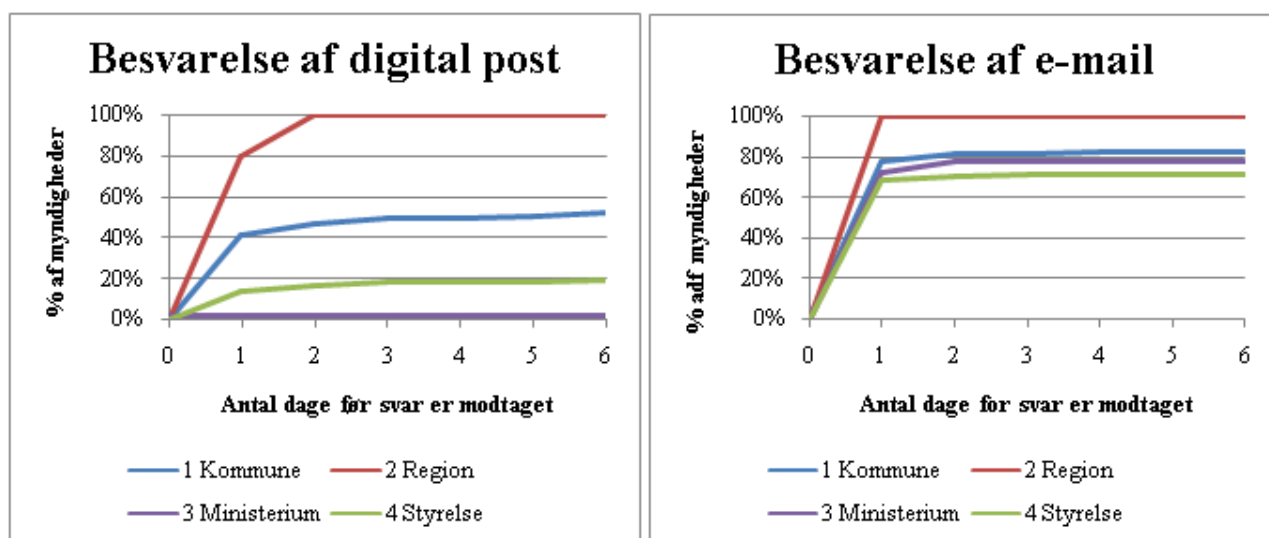 Besvarelse af digital post
% af myndigheder
100%
80%
60%
40%
20%
0%
0 1 2 3 4 5 6
Antal dage før svar er modtaget
1 Kommune 2 Region
3 Ministerium 4 Styrelse
Besvarelse af e-mail
% adf myndigheder
100%
80%
60%
40%
20%
0%
0 1 2 3 4 5 6
Antal dage for svar er modtaget
1 Kommune 2 Region
3 Ministerium 4 Styrelse